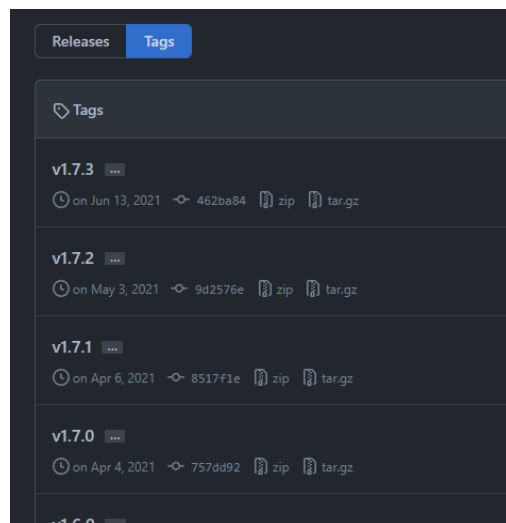 Releases Tags
Tags
v1.7.3 ...
on Jun 13, 2021 462ba84 zip tar.gz
v1.7.2 ...
on May 3, 2021 9d2576e zip tar.gz
v1.7.1 ...
on Apr 6, 2021 8517f1e zip tar.gz
v1.7.0 ...
on Apr 4, 2021 757dd92 zip tar.gz